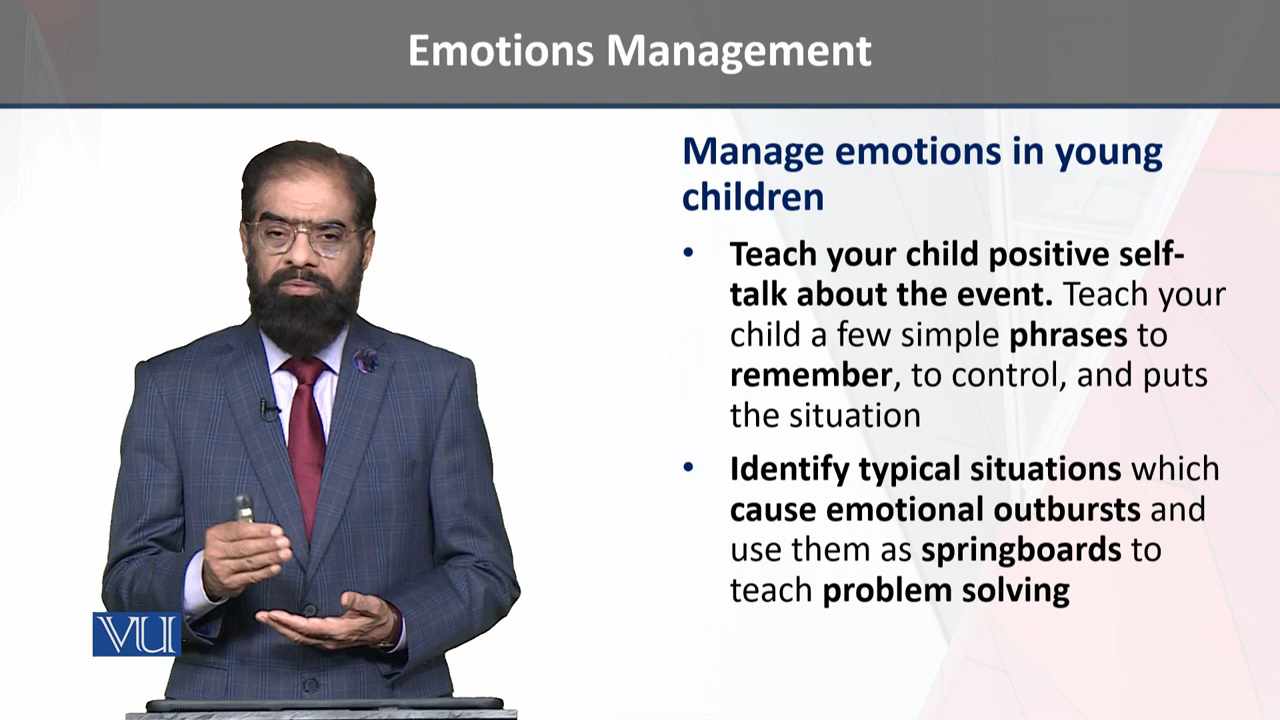 Emotions Management
Manage emotions in young
children
• Teach your child positive self-
talk about the event. Teach your
child a few simple phrases to
remember, to control, and puts
the situation
• Identify typical situations which
cause emotional outbursts and
use them as springboards to
teach problem solving
VU